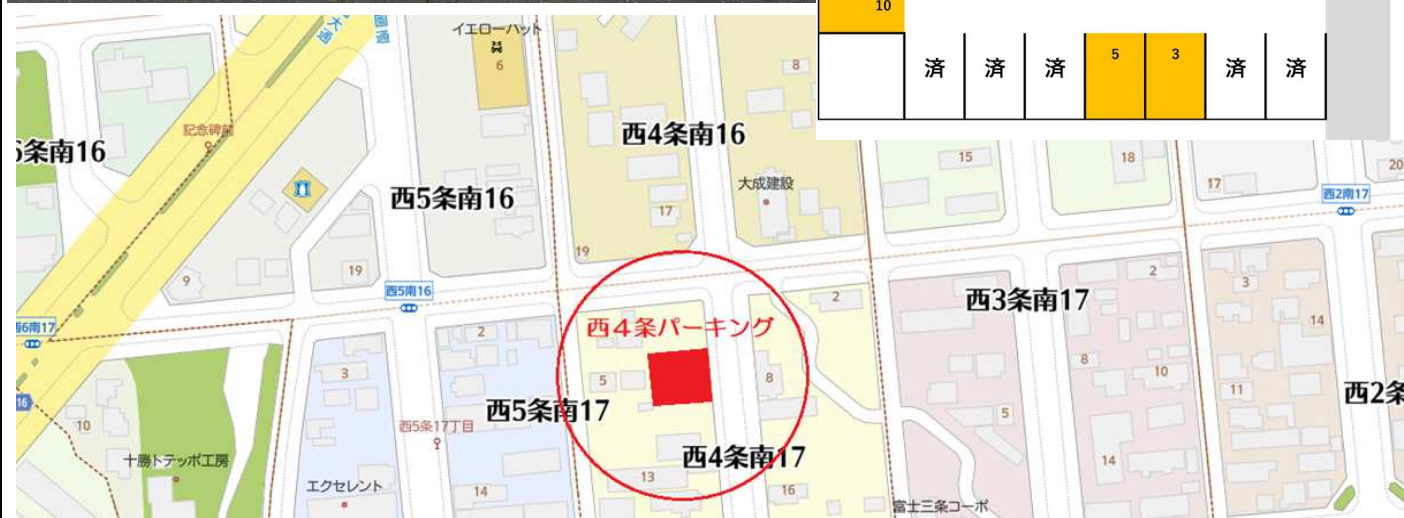 10
済 済 済 5 3 済 済
大通
国道
イエローハット
6
8
記念碑前
条南16
西4条南16
15
18
大成建設
17
20
西5条南16
17
西2南17
19
9
19
西5南16
2
3
2
西3条南17
西6南17
2
西4条パーキング
14
3
5
8
8
10
11
西2条
16
西5条南17
5
10
西5条17丁目
十勝トテッポ工房
西4条南17
14
エクセレント
14
13
16
富士三条コーポ